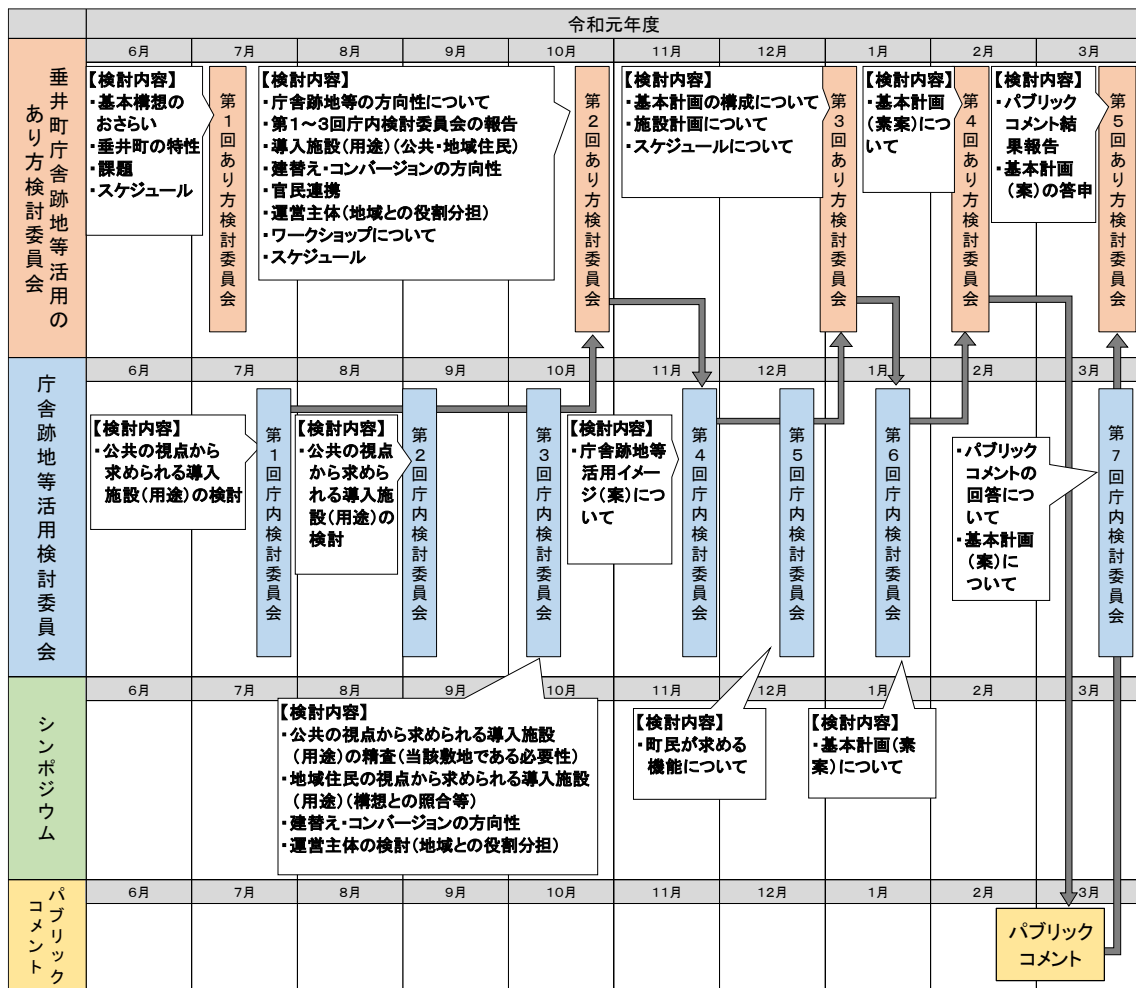 令和元年度
垂井町庁舎跡地等活用の
あり方検討委員会
6月 7月 8月 9月 10月 11月 12月 1月 2月 3月
【検討内容】
・基本構想の
おさらい
・垂井町の特性
・課題
・スケジュール
第1回あり方検討委員会
【検討内容】
・庁舎跡地等の方向性について
・第1～3回庁内検討委員会の報告
・導入施設(用途)(公共・地域住民)
・建替え・コンバージョンの方向性
・官民連携
・運営主体(地域との役割分担)
・ワークショップについて
・スケジュール
第2回あり方検討委員会
【検討内容】
・基本計画の構成について
・施設計画について
・スケジュールについて
第3回あり方検討委員会
【検討内容】
・基本計画
(素案)につ
いて
第4回あり方検討委員会
【検討内容】
・パブリック
コメント結
果報告
・基本計画
(案)の答申
第5回あり方検討委員会
庁舎跡地等活用検討委員会
6月 7月 8月 9月 10月 11月 12月 1月 2月 3月
【検討内容】
・公共の視点から
求められる導入
施設(用途)の検討
第1回庁内検討委員会
【検討内容】
・公共の視点
から求めら
れる導入施
設(用途)の
検討
第2回庁内検討委員会
第3回庁内検討委員会
【検討内容】
・庁舎跡地等
活用イメー
ジ(案)につ
いて
第4回庁内検討委員会
第5回庁内検討委員会
第6回庁内検討委員会
・パブリック
コメントの
回答につ
いて
・基本計画
(案)に
ついて
第7回庁内検討委員会
シンポジウム
6月 7月 8月 9月 10月 11月 12月 1月 2月 3月
【検討内容】
・公共の視点から求められる導入施設
(用途)の精査(当該敷地である必要性)
・地域住民の視点から求められる導入施設
(用途)(構想との照合等)
・建替え・コンバージョンの方向性
・運営主体の検討(地域との役割分担)
【検討内容】
・町民が求める
機能について
【検討内容】
・基本計画(素
案)について
パブリック
コメント
6月 7月 8月 9月 10月 11月 12月 1月 2月 3月
パブリック
コメント